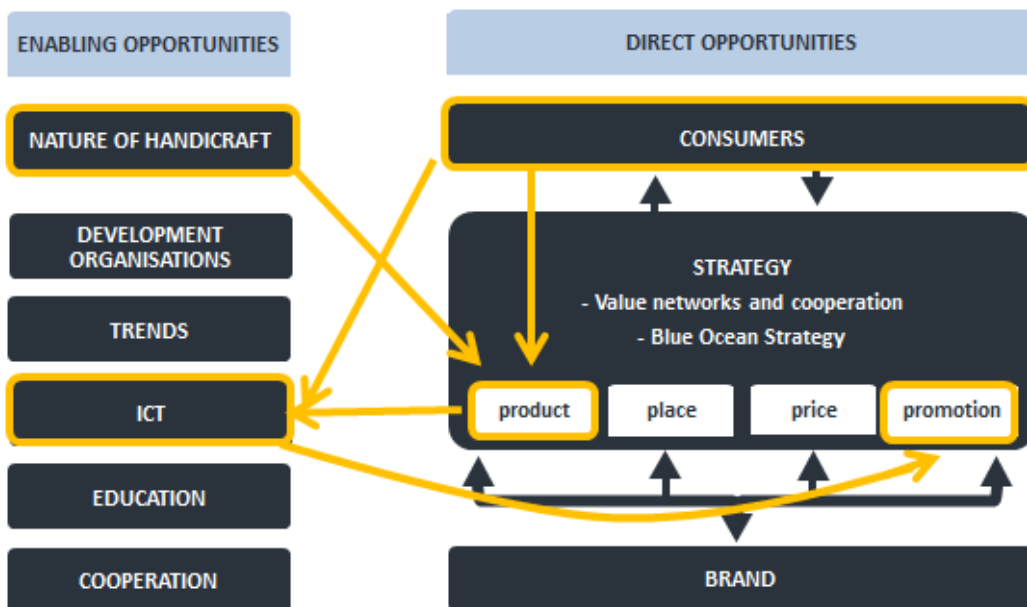 ENABLING OPPORTUNITIES
NATURE OF HANDICRAFT
DEVELOPMENT
ORGANISATIONS
TRENDS
ICT
EDUCATION
COOPERATION
DIRECT OPPORTUNITIES
CONSUMERS
STRATEGY
- Value networks and cooperation
- Blue Ocean Strategy
product place price promotion
BRAND